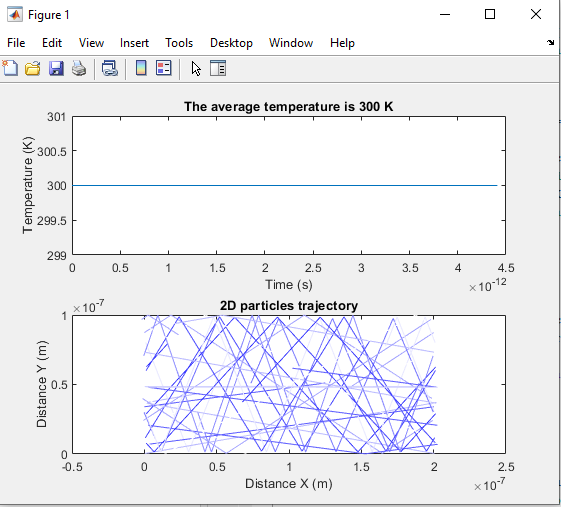 Figure 1
File Edit View Insert Tools Desktop Window Help
The average temperature is 300 K
301
300.5
300
299.5
299
Temperature (K)
0 0.5 1 1.5 2 2.5 3 3.5 4 4.5
Time (s)
×10⁻¹²
2D particles trajectory
×10⁻⁷
1
0.5
0
Distance Y (m)
-0.5 0 0.5 1 1.5 2 2.5
Distance X (m)
×10⁻⁷